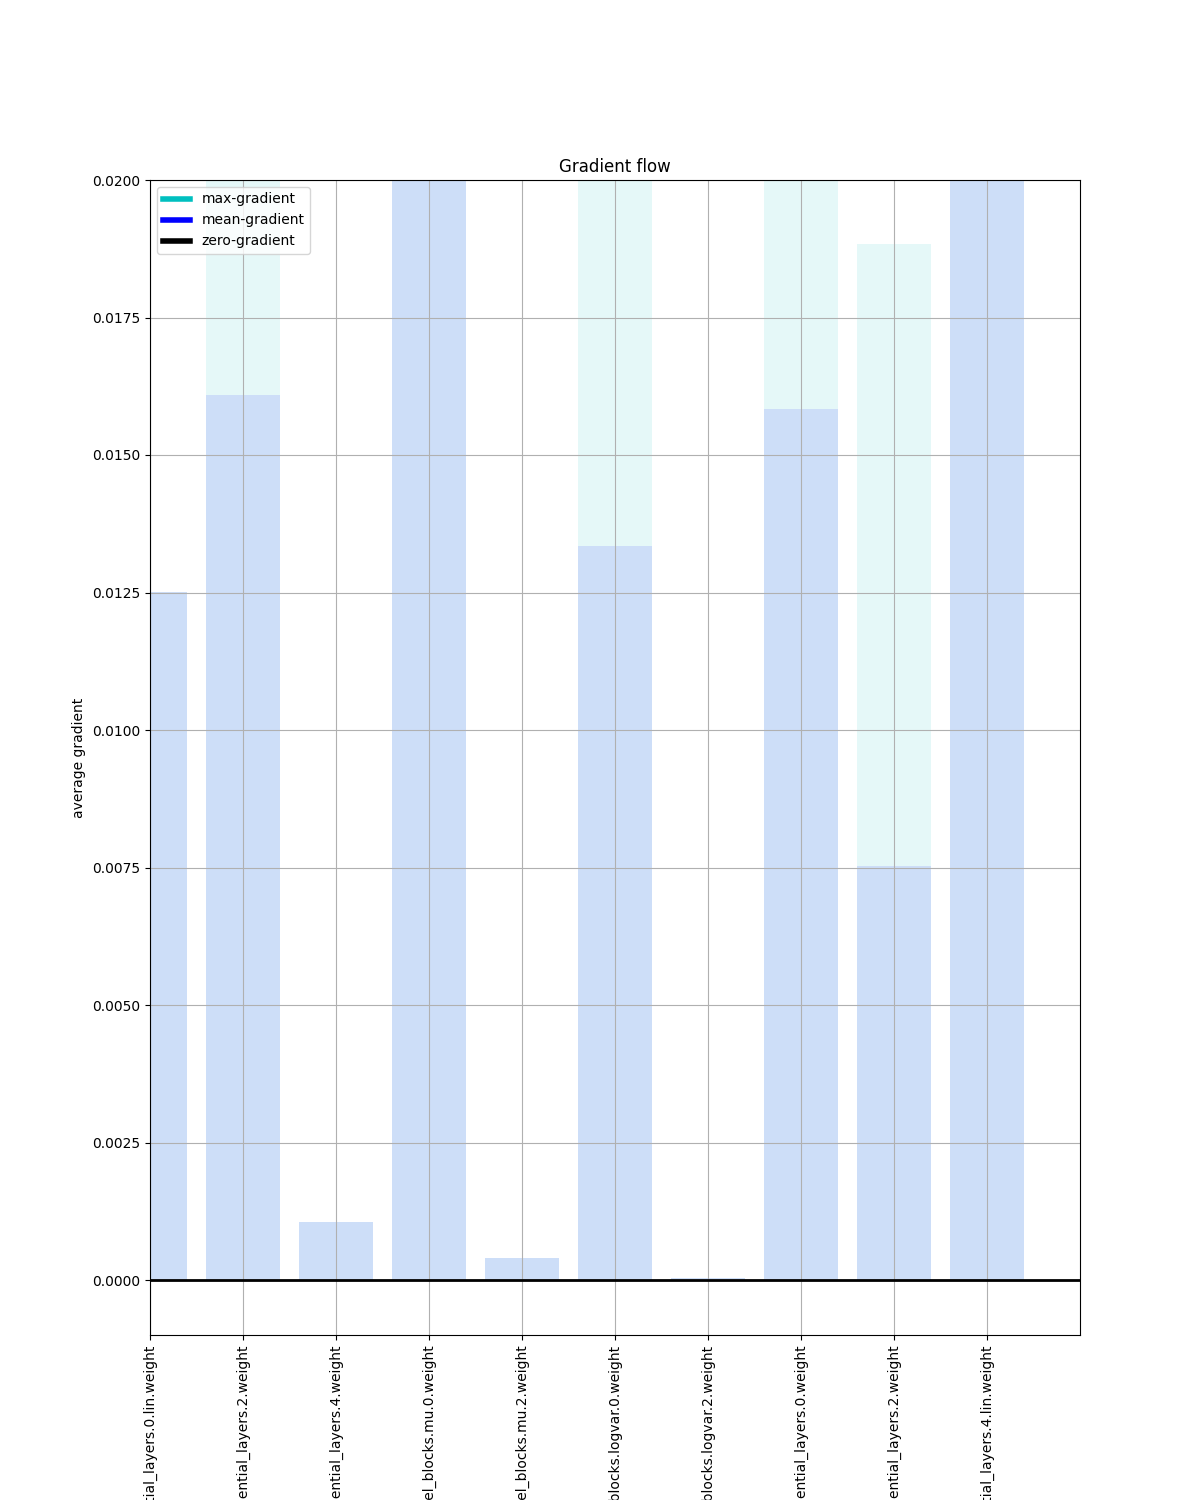 Gradient flow
max-gradient
mean-gradient
zero-gradient
0.0200
0.0175
0.0150
0.0125
0.0100
0.0075
0.0050
0.0025
0.0000
average gradient
tial_layers.0.lin.weight
ential_layers.2.weight
ential_layers.4.weight
el_blocks.mu.0.weight
el_blocks.mu.2.weight
blocks.logvar.0.weight
blocks.logvar.2.weight
ential_layers.0.weight
ential_layers.2.weight
tial_layers.4.lin.weight